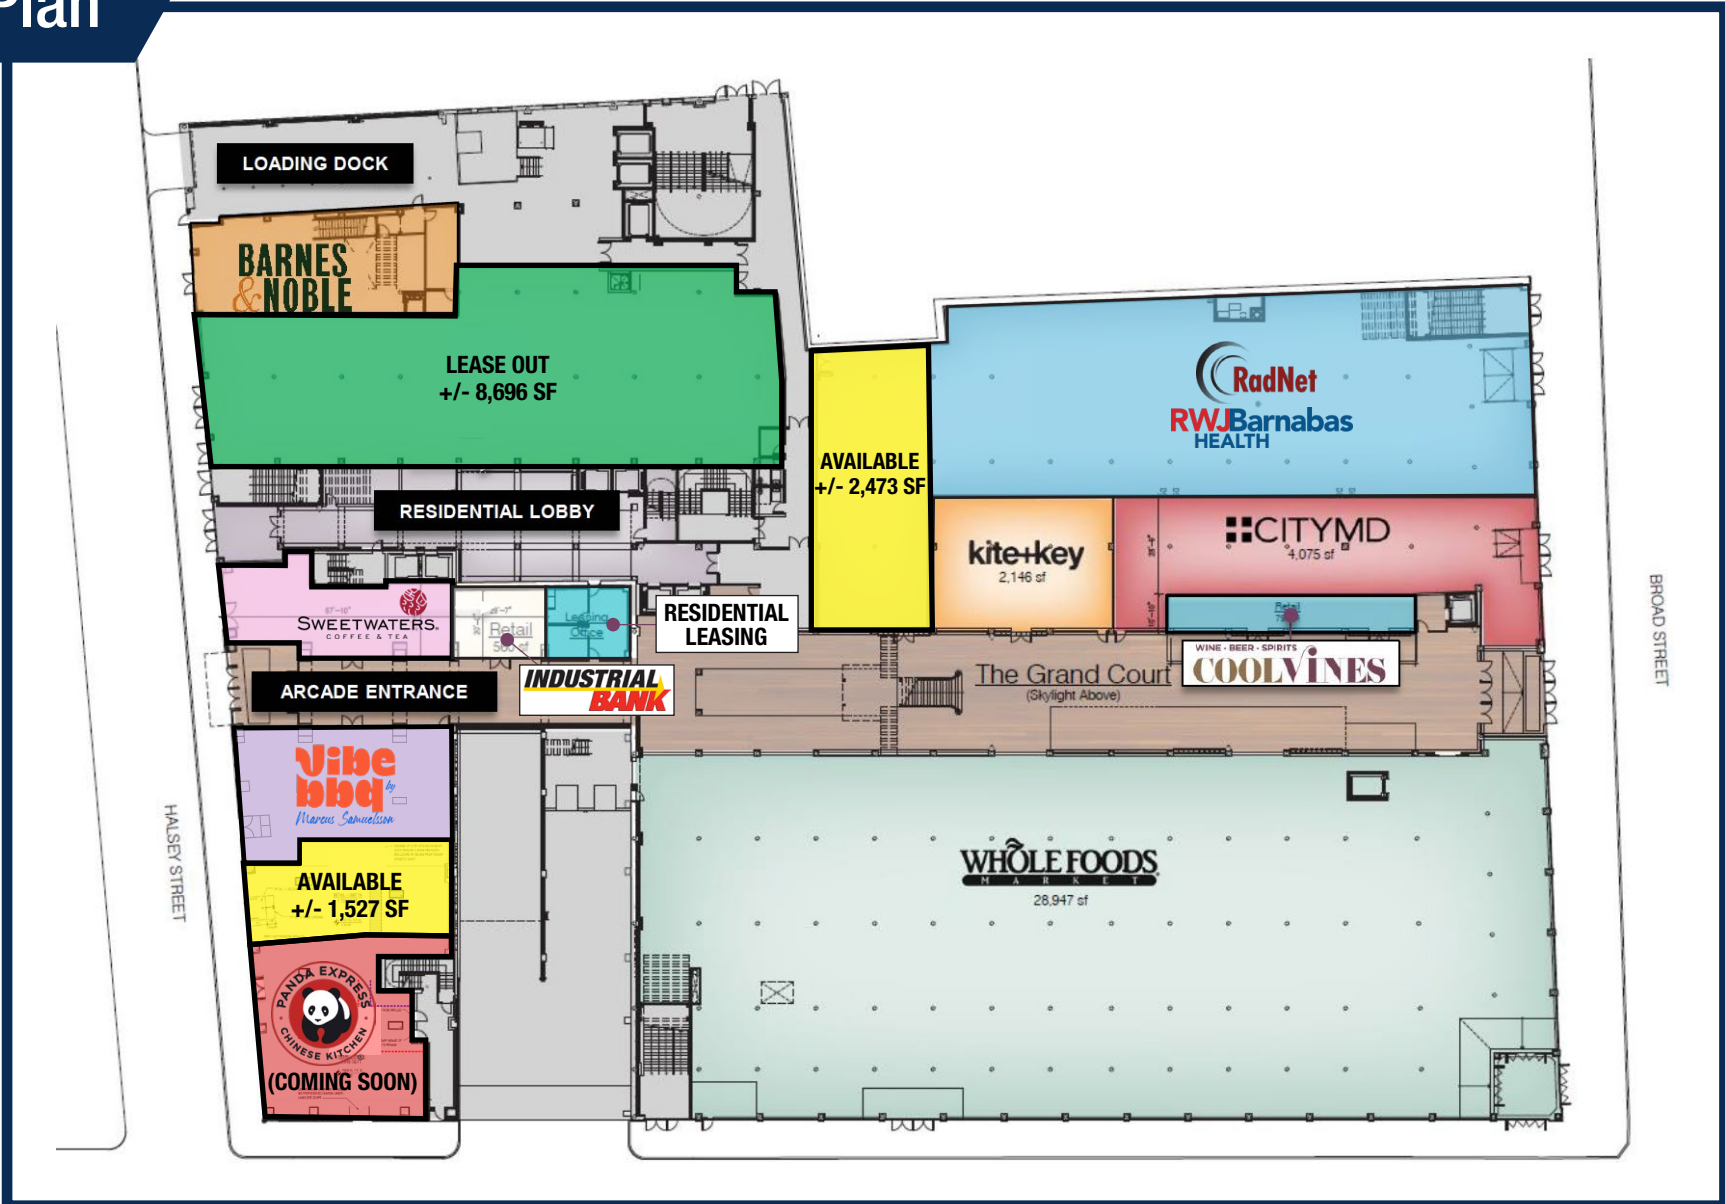 Plan
LOADING DOCK
BARNES
&NOBLE
LEASE OUT
+/- 8,696 SF
RadNet
RWJBarnabas
HEALTH
AVAILABLE
+/- 2,473 SF
RESIDENTIAL LOBBY
kite+key
2,146 sf
CITYMD
4,075 sf
SWEETWATERS
COFFEE & TEA
Retail
Leasing
Office
RESIDENTIAL
LEASING
Retail
WINE • BEER • SPIRITS
COOLVINES
The Grand Court
(Skylight Above)
ARCADE ENTRANCE
INDUSTRIAL
BANK
BROAD STREET
Vibe
bbq by
Marcus Samuelsson
HALSEY STREET
AVAILABLE
+/- 1,527 SF
WHOLE FOODS
MARKET
28,947 sf
PANDA EXPRESS
CHINESE KITCHEN
(COMING SOON)